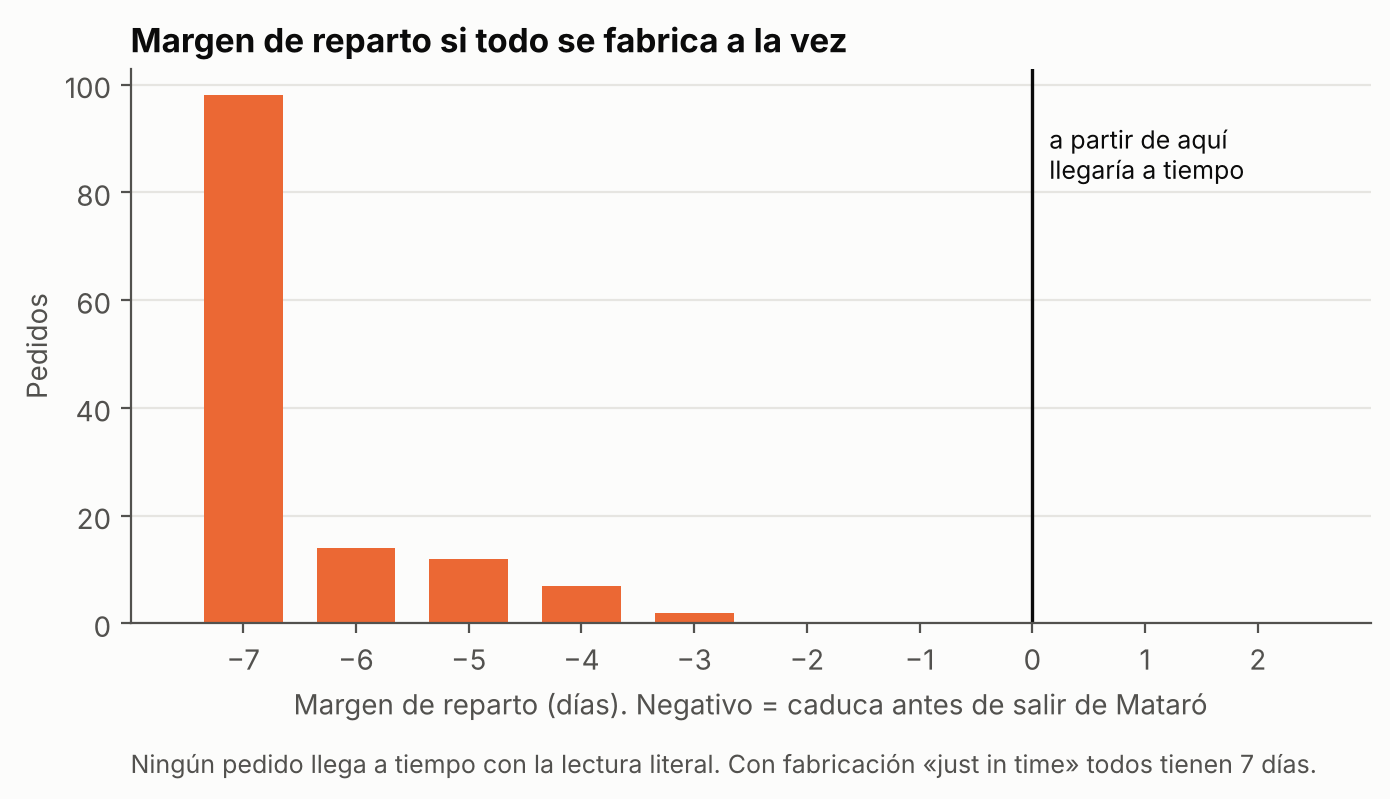 Margen de reparto si todo se fabrica a la vez
100
80
60
40
20
0
Pedidos
a partir de aquí
llegaría a tiempo
−7 −6 −5 −4 −3 −2 −1 0 1 2
Margen de reparto (días). Negativo = caduca antes de salir de Mataró
Ningún pedido llega a tiempo con la lectura literal. Con fabricación «just in time» todos tienen 7 días.